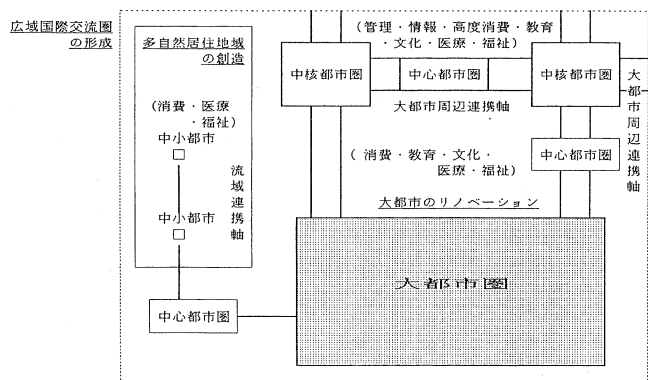 広域国際交流圏
の形成
多自然居住地域
の創造
(消費・医療
・福祉)
中小都市
中小都市
流域連携軸
中心都市圏
(管理・情報・高度消費・教育
・文化・医療・福祉)
中核都市圏
中心都市圏
中核都市圏
大都市周辺連携軸
大都市周辺連携軸
(消費・教育・文化・
医療・福祉)
中心都市圏
大都市のリノベーション
大都市圏